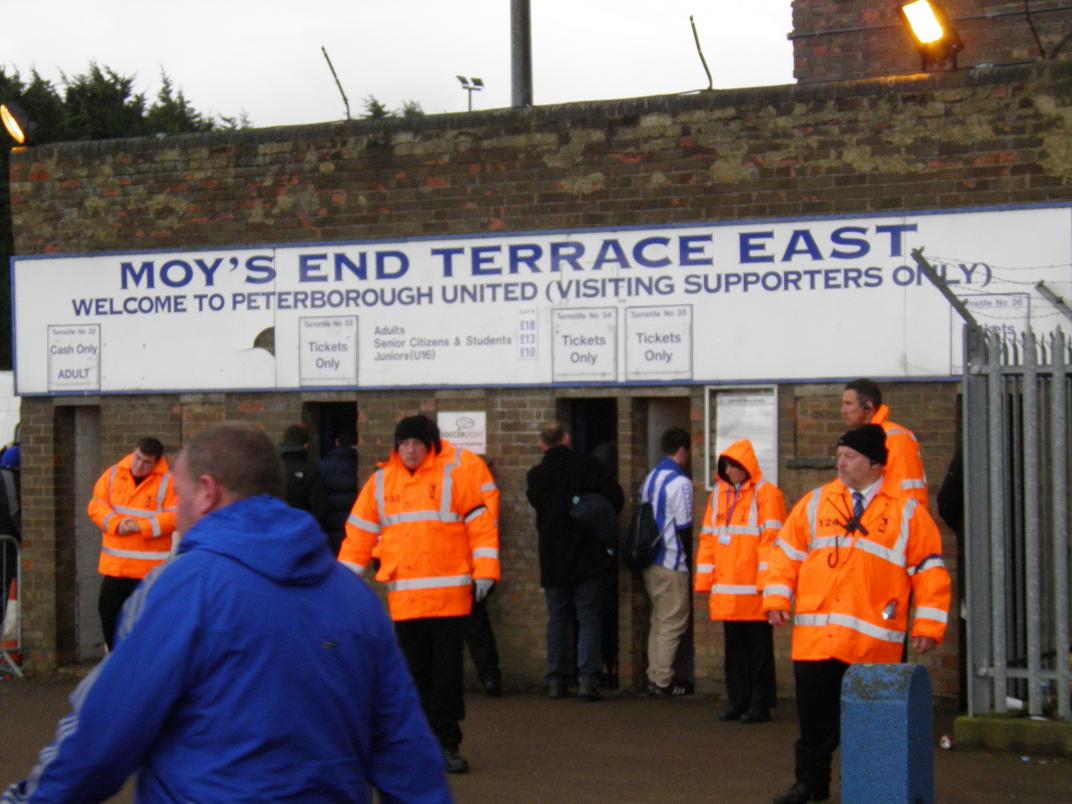 MOY'S END TERRACE EAST
WELCOME TO PETERBOROUGH UNITED (VISITING SUPPORTERS ONLY)
Turnstile No 32
Cash Only
ADULT
Turnstile No 33
Tickets
Only
Adults £18
Senior Citizens & Students £13
Juniors(U16) £10
Turnstile No 34
Tickets
Only
Turnstile No 35
Tickets
Only
Turnstile No 36
Tickets
124